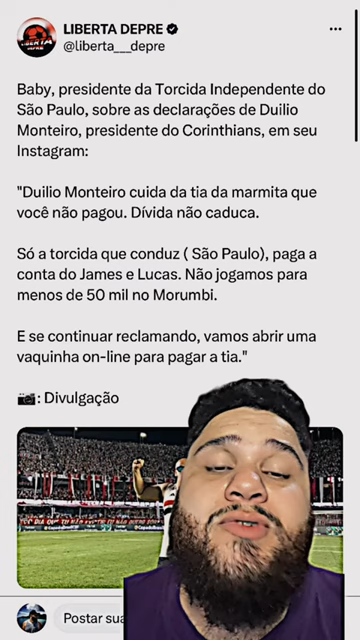 LIBERTA DEPRE
@liberta___depre
Baby, presidente da Torcida Independente do
São Paulo, sobre as declarações de Duilio
Monteiro, presidente do Corinthians, em seu
Instagram:
"Duilio Monteiro cuida da tia da marmita que
você não pagou. Dívida não caduca.
Só a torcida que conduz ( São Paulo), paga a
conta do James e Lucas. Não jogamos para
menos de 50 mil no Morumbi.
E se continuar reclamando, vamos abrir uma
vaquinha on-line para pagar a tia."
: Divulgação
Postar sua